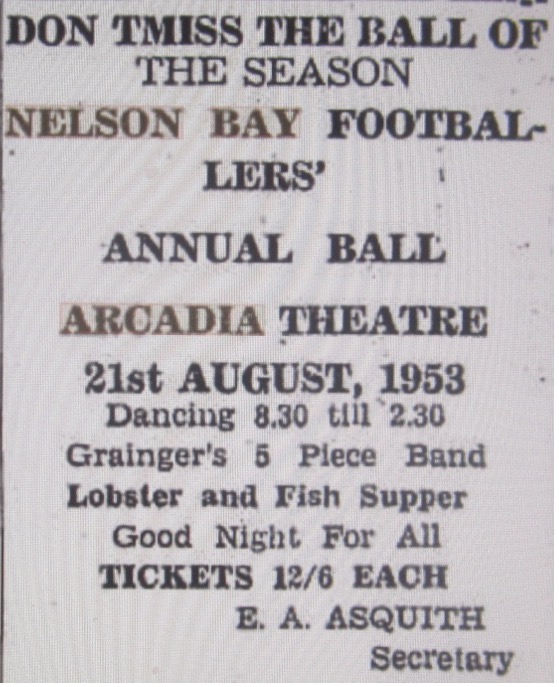 DON TMISS THE BALL OF
THE SEASON
NELSON BAY FOOTBAL-
LERS'
ANNUAL BALL
ARCADIA THEATRE
21st AUGUST, 1953
Dancing 8.30 till 2.30
Grainger's 5 Piece Band
Lobster and Fish Supper
Good Night For All
TICKETS 12/6 EACH
E. A. ASQUITH
Secretary